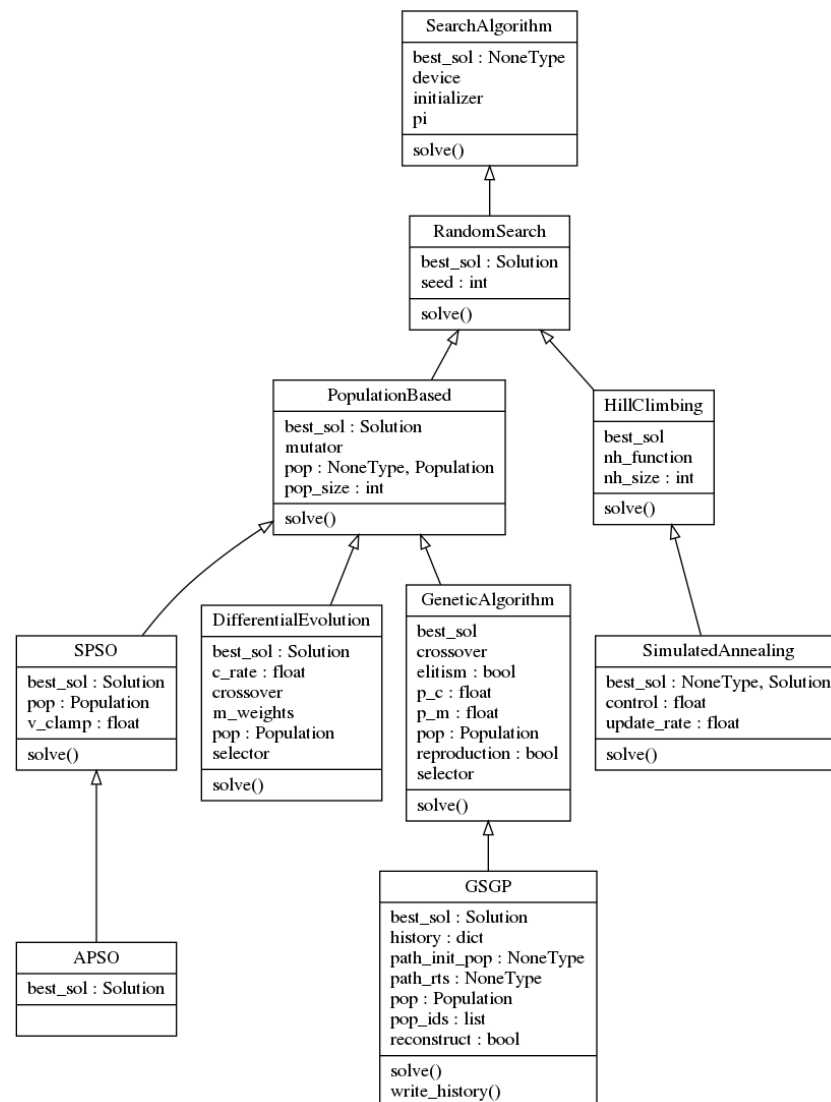 SearchAlgorithm
best_sol : NoneType
device
initializer
pi
solve()
RandomSearch
best_sol : Solution
seed : int
solve()
PopulationBased
best_sol : Solution
mutator
pop : NoneType, Population
pop_size : int
solve()
HillClimbing
best_sol
nh_function
nh_size : int
solve()
SPSO
best_sol : Solution
pop : Population
v_clamp : float
solve()
DifferentialEvolution
best_sol : Solution
c_rate : float
crossover
m_weights
pop : Population
selector
solve()
GeneticAlgorithm
best_sol
crossover
elitism : bool
p_c : float
p_m : float
pop : Population
reproduction : bool
selector
solve()
SimulatedAnnealing
best_sol : NoneType, Solution
control : float
update_rate : float
solve()
APSO
best_sol : Solution
GSGP
best_sol : Solution
history : dict
path_init_pop : NoneType
path_rts : NoneType
pop : Population
pop_ids : list
reconstruct : bool
solve()
write_history()